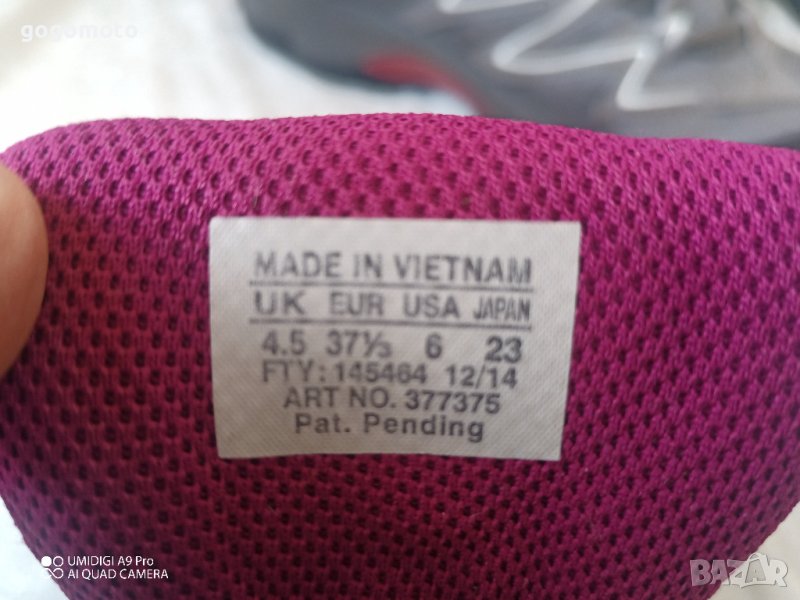 gogomoco
MADE IN VIETNAM
UK EUR USA JAPAN
4.5 37⅓ 6 23
FTY: 145464 12/14
ART NO. 377375
Pat. Pending
UMIDIGI A9 Pro
AI QUAD CAMERA
BAZAR